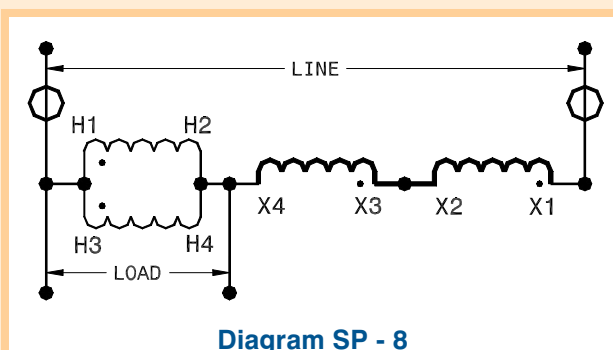 LINE
H1 H2
X4 X3 X2 X1
H3 H4
LOAD
Diagram SP - 8